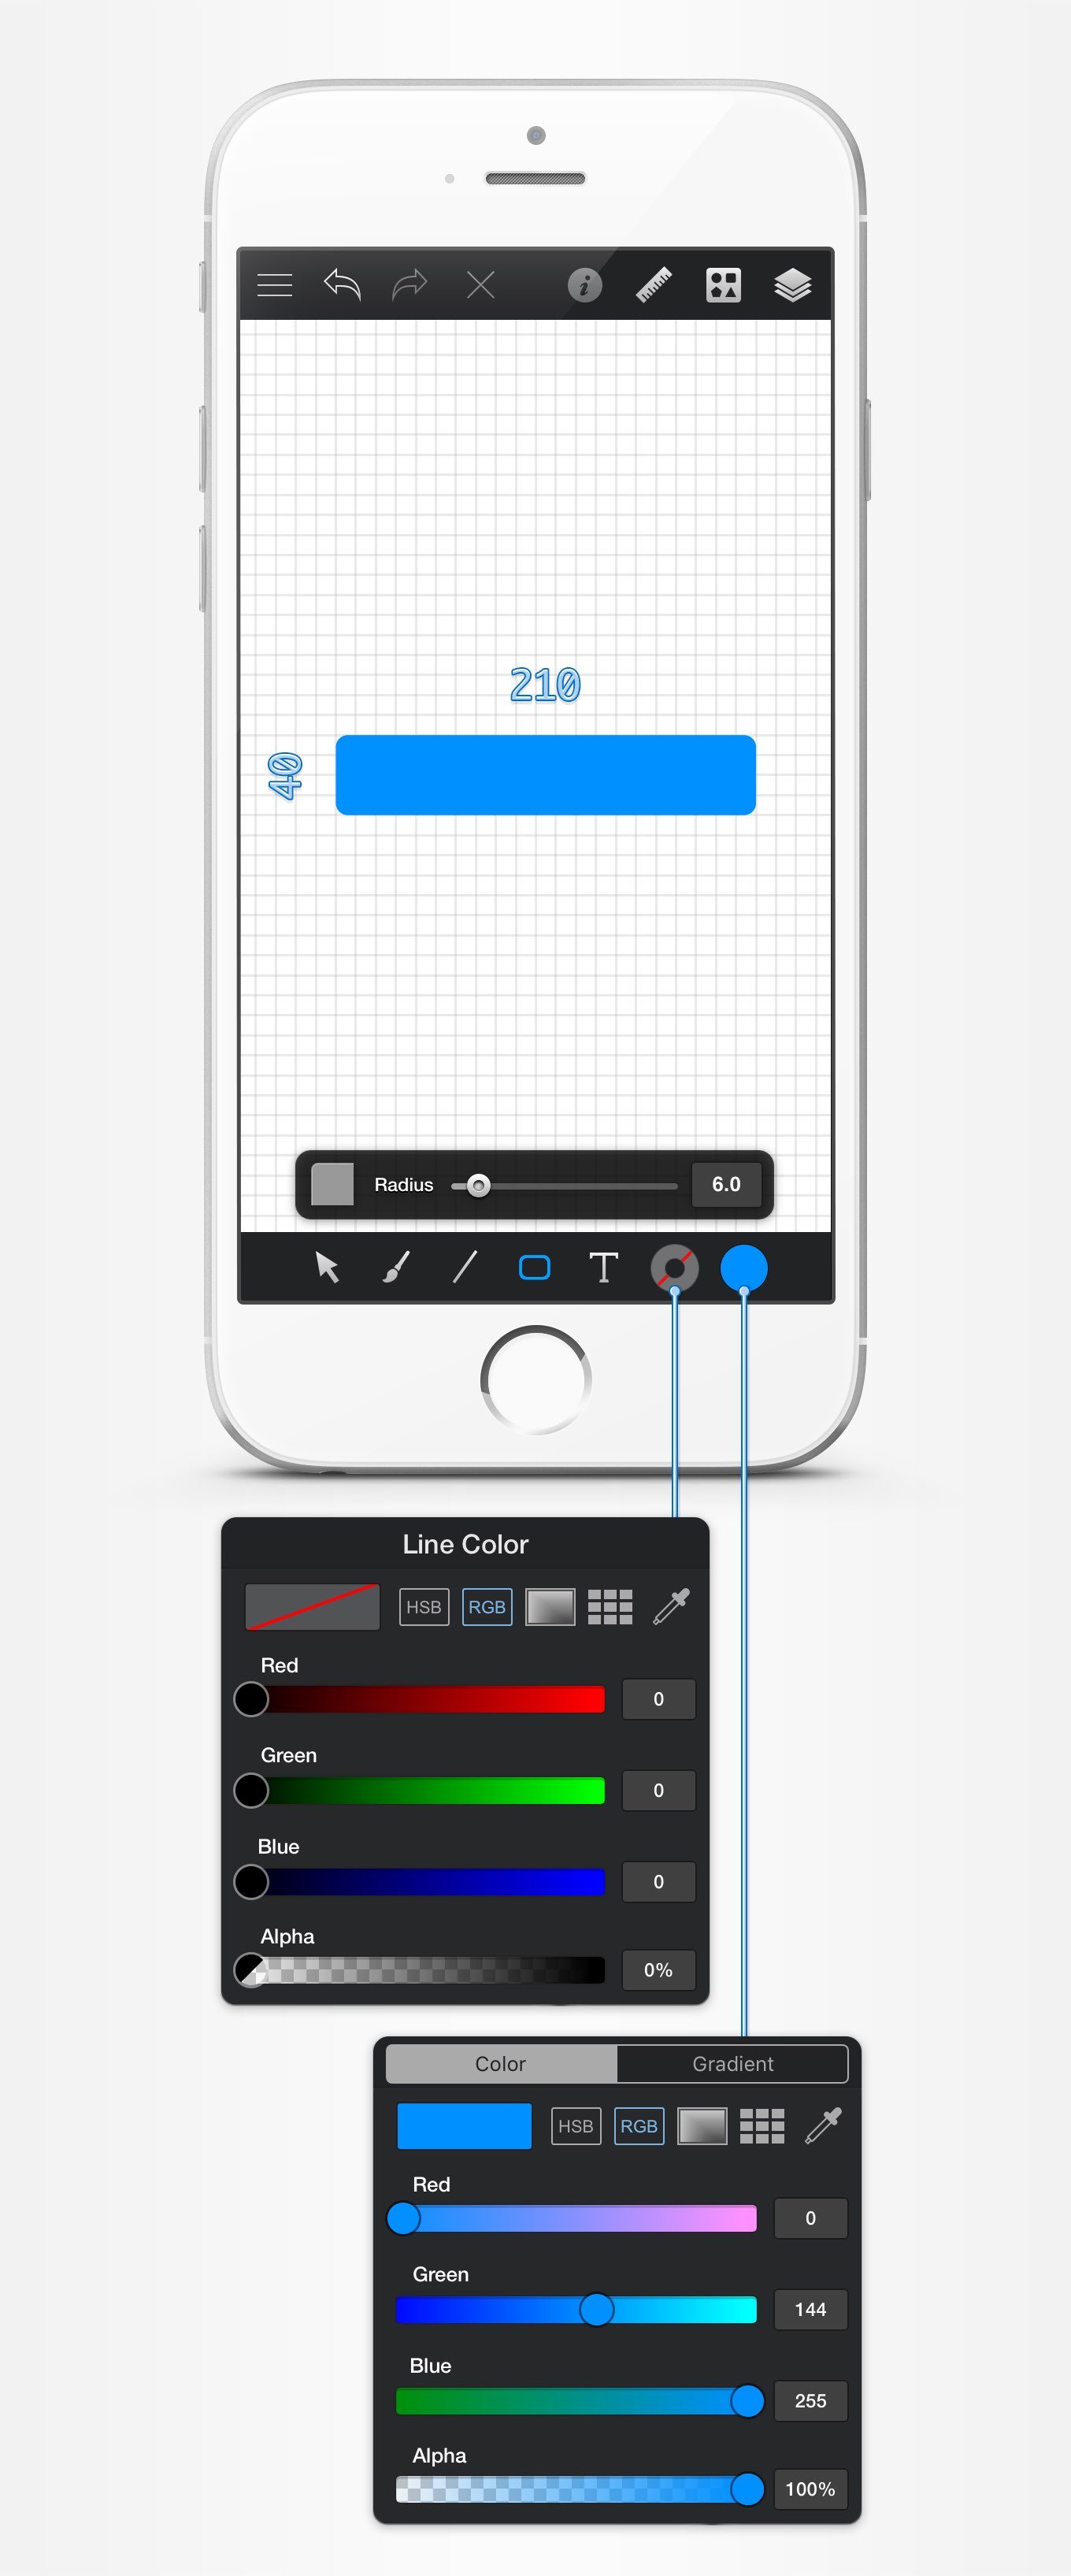 210
40
Radius 6.0
T
Line Color
HSB RGB
Red
0
Green
0
Blue
0
Alpha
0%
Color Gradient
HSB RGB
Red
0
Green
144
Blue
255
Alpha
100%